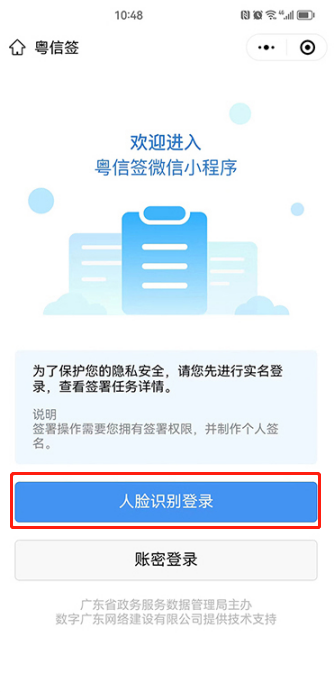 10:48
粤信签
欢迎进入
粤信签微信小程序
为了保护您的隐私安全，请您先进行实名登
录，查看签署任务详情。
说明
签署操作需要您拥有签署权限，并制作个人签
名。
人脸识别登录
账密登录
广东省政务服务数据管理局主办
数字广东网络建设有限公司提供技术支持